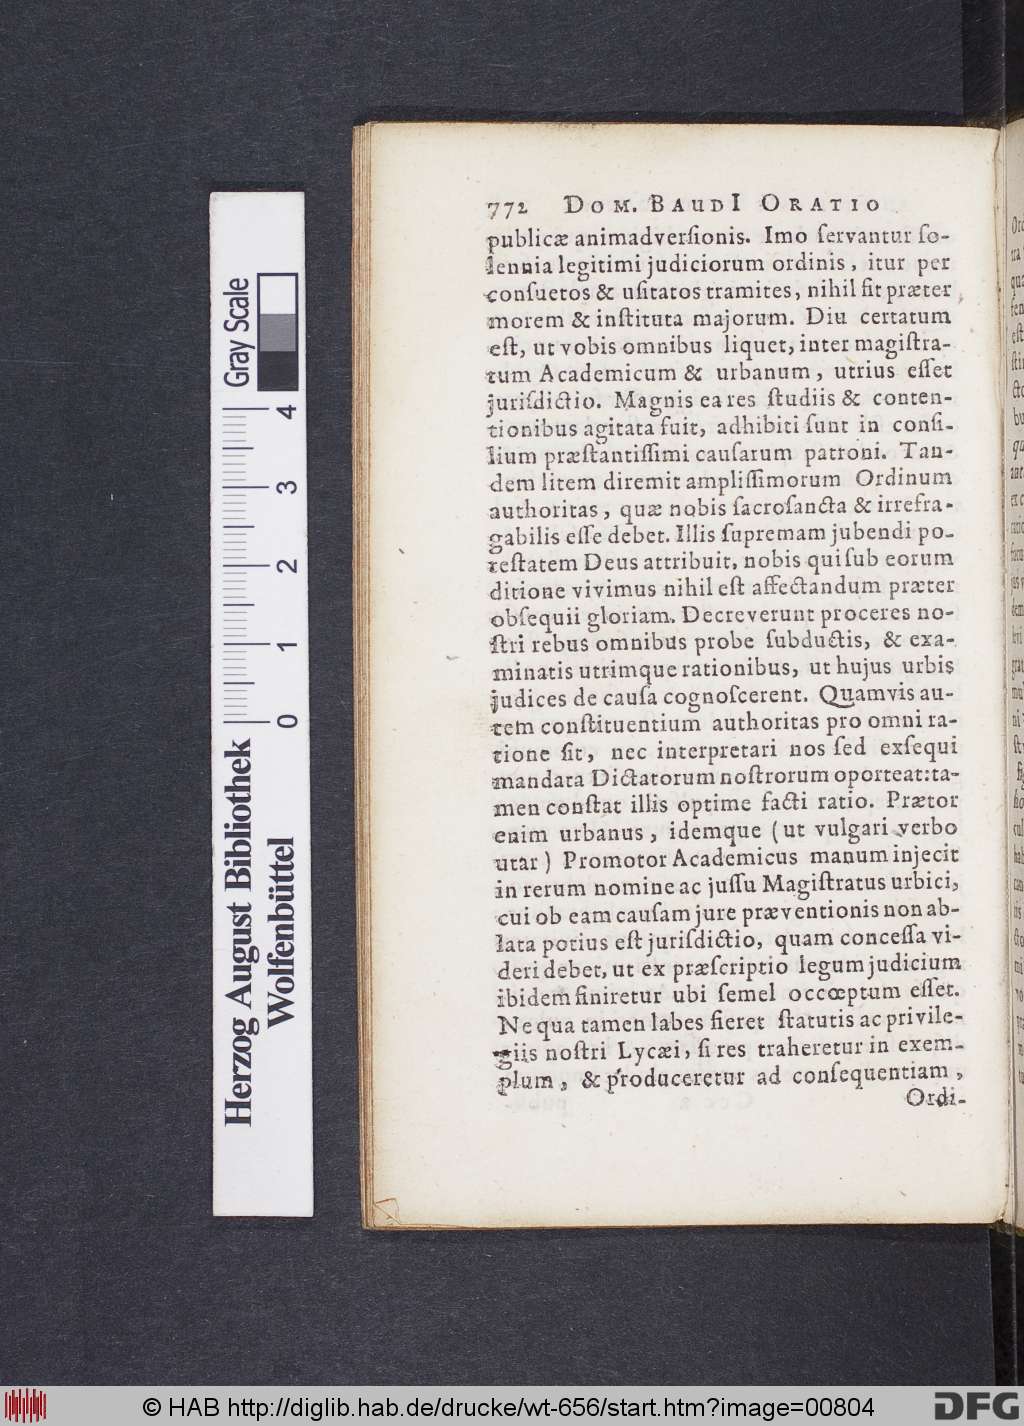 772 DOM. BAUDI ORATIO
publicæ animadversionis. Imo ſervantur ſo-
lennia legitimi judiciorum ordinis, itur per
conſuetos & uſitatos tramites, nihil fit præter
morem & inſtituta majorum. Diu certatum
eſt, ut vobis omnibus liquet, inter magiſtra-
tum Academicum & urbanum, utrius eſſet
juriſdictio. Magnis ea res ſtudiis & conten-
tionibus agitata fuit, adhibiti ſunt in conſi-
lium præſtantiſſimi cauſarum patroni. Tan-
dem litem diremit ampliſſimorum Ordinum
authoritas, quæ nobis ſacroſancta & irrefra-
gabilis eſſe debet. Illis ſupremam jubendi po-
teſtatem Deus attribuit, nobis qui ſub eorum
ditione vivimus nihil eſt affectandum præter
obſequii gloriam. Decreverunt proceres no-
ſtri rebus omnibus probe ſubductis, & exa-
minatis utrimque rationibus, ut hujus urbis
judices de cauſa cognoſcerent. Quamvis au-
tem conſtituentium authoritas pro omni ra-
tione ſit, nec interpretari nos ſed exſequi
mandata Dictatorum noſtrorum oporteat: ta-
men conſtat illis optime facti ratio. Prætor
enim urbanus, idemque (ut vulgari verbo
utar) Promotor Academicus manum injecit
in rerum nomine ac juſſu Magiſtratus urbici,
cui ob eam cauſam jure præventionis non ab-
lata potius eſt juriſdictio, quam conceſſa vi-
deri debet, ut ex præſcriptio legum judicium
ibidem finiretur ubi ſemel occœptum eſſet.
Ne qua tamen labes fieret ſtatutis ac privile-
giis noſtri Lycæi, ſi res traheretur in exem-
plum, & produceretur ad conſequentiam,
Ordi-
Gray Scale
0 1 2 3 4
Herzog August Bibliothek
Wolfenbüttel
© HAB http://diglib.hab.de/drucke/wt-656/start.htm?image=00804
DFG